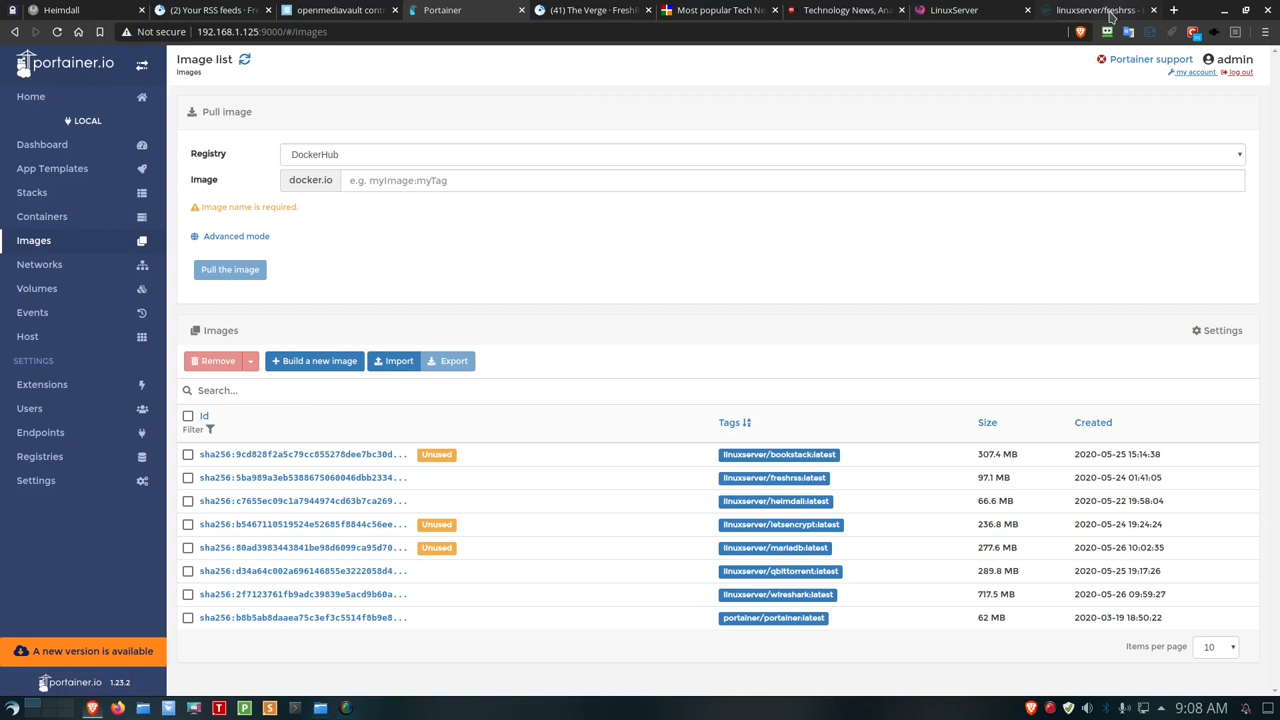 Heimdall
(2) Your RSS feeds · Fre
openmediavault contr
Portainer
(41) The Verge · FreshR
Most popular Tech Ne
Technology News, Ana
LinuxServer
linuxserver/freshrss -
Not secure | 192.168.1.125:9000/#/images
portainer.io
Home
LOCAL
Dashboard
App Templates
Stacks
Containers
Images
Networks
Volumes
Events
Host
SETTINGS
Extensions
Users
Endpoints
Registries
Settings
A new version is available
portainer.io 1.23.2
Image list
Images
Portainer support admin
my account log out
Pull image
Registry DockerHub
Image docker.io e.g. myImage:myTag
Image name is required.
Advanced mode
Pull the image
Images Settings
Remove Build a new image Import Export
Search...
Id Tags Size Created
Filter
sha256:9cd828f2a5c79cc855278dee7bc30d... Unused linuxserver/bookstack:latest 307.4 MB 2020-05-25 15:14:38
sha256:5ba989a3eb5388675060046dbb2334... linuxserver/freshrss:latest 97.1 MB 2020-05-24 01:41:05
sha256:c7655ec09c1a7944974cd63b7ca269... linuxserver/heimdall:latest 66.6 MB 2020-05-22 19:58:04
sha256:b5467110519524e52685f8844c56ee... Unused linuxserver/letsencrypt:latest 236.8 MB 2020-05-24 19:24:24
sha256:80ad3983443841be98d6099ca95d70... Unused linuxserver/mariadb:latest 277.6 MB 2020-05-26 10:02:35
sha256:d34a64c002a696146855e3222058d4... linuxserver/qbittorrent:latest 289.8 MB 2020-05-25 19:17:26
sha256:2f7123761fb9adc39839e5acd9b60a... linuxserver/wireshark:latest 717.5 MB 2020-05-26 09:59:27
sha256:b8b5ab8daaea75c3ef3c5514f8b9e8... portainer/portainer:latest 62 MB 2020-03-19 18:50:22
Items per page 10
9:08 AM